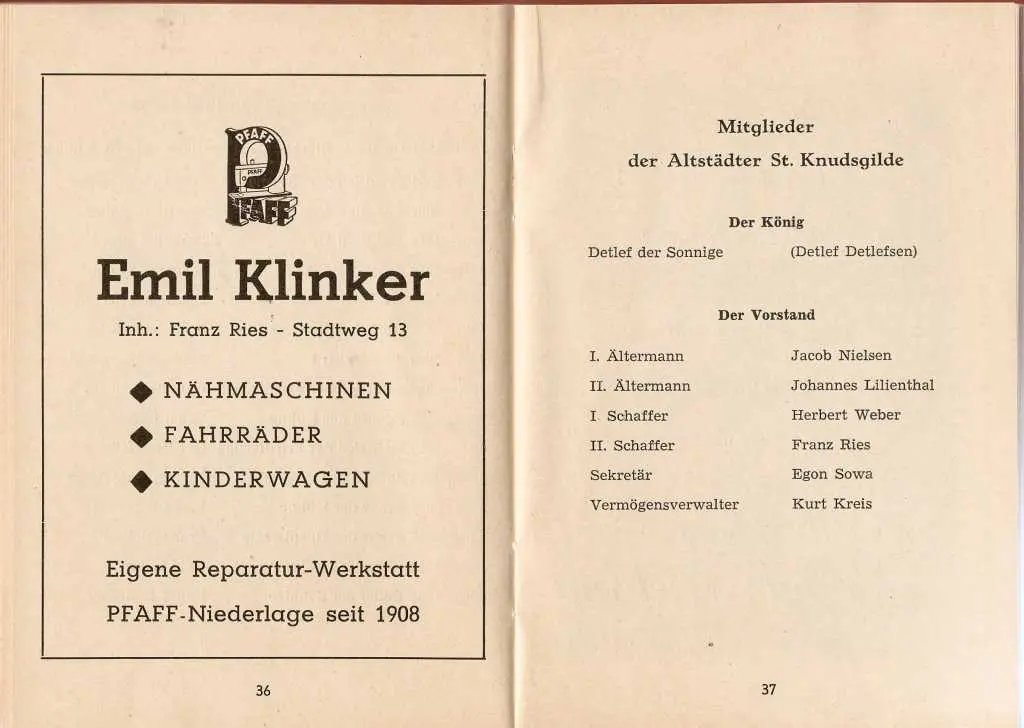 PFAFF
PFAFF
PFAFF
Emil Klinker
Inh.: Franz Ries - Stadtweg 13
◆ NÄHMASCHINEN
◆ FAHRRÄDER
◆ KINDERWAGEN
Eigene Reparatur-Werkstatt
PFAFF-Niederlage seit 1908
36
Mitglieder
der Altstädter St. Knudsgilde
Der König
Detlef der Sonnige (Detlef Detlefsen)
Der Vorstand
I. Ältermann Jacob Nielsen
II. Ältermann Johannes Lilienthal
I Schaffer Herbert Weber
II. Schaffer Franz Ries
Sekretär Egon Sowa
Vermögensverwalter Kurt Kreis
37